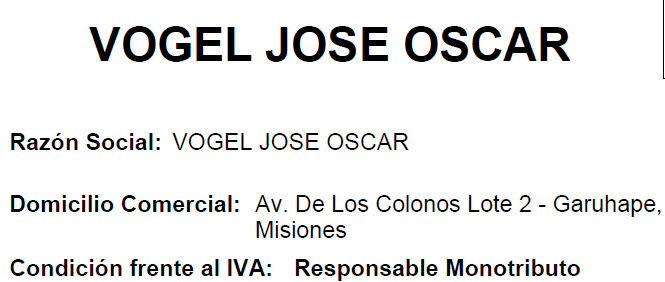 VOGEL JOSE OSCAR
Razón Social: VOGEL JOSE OSCAR
Domicilio Comercial: Av. De Los Colonos Lote 2 - Garuhape,
Misiones
Condición frente al IVA: Responsable Monotributo